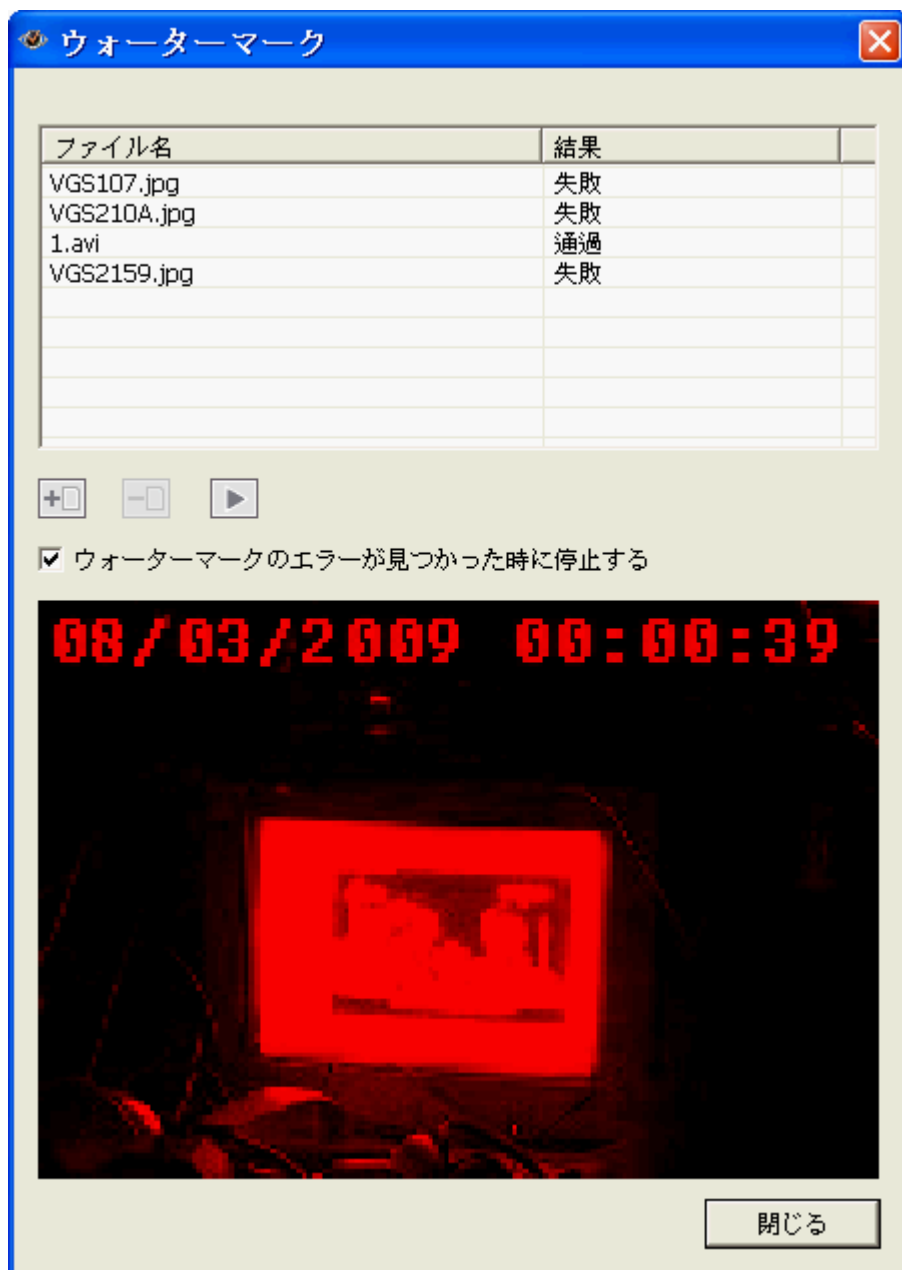 ウォーターマーク
ファイル名 結果
VGS107.jpg 失敗
VGS210A.jpg 失敗
1.avi 通過
VGS2159.jpg 失敗
ウォーターマークのエラーが見つかった時に停止する
08/03/2009 00:00:39
閉じる